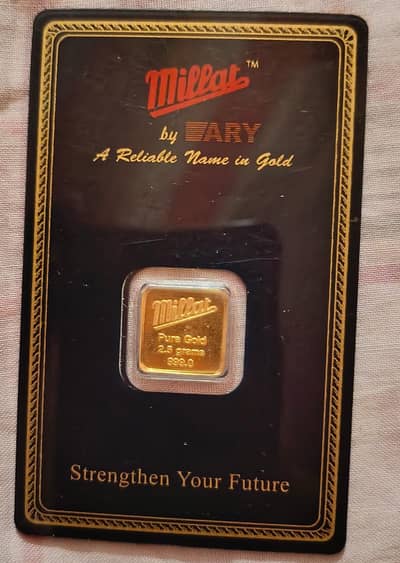 Millat™
by ARY
A Reliable Name in Gold
Millat
Pure Gold
2.5 grams
999.0
Strengthen Your Future